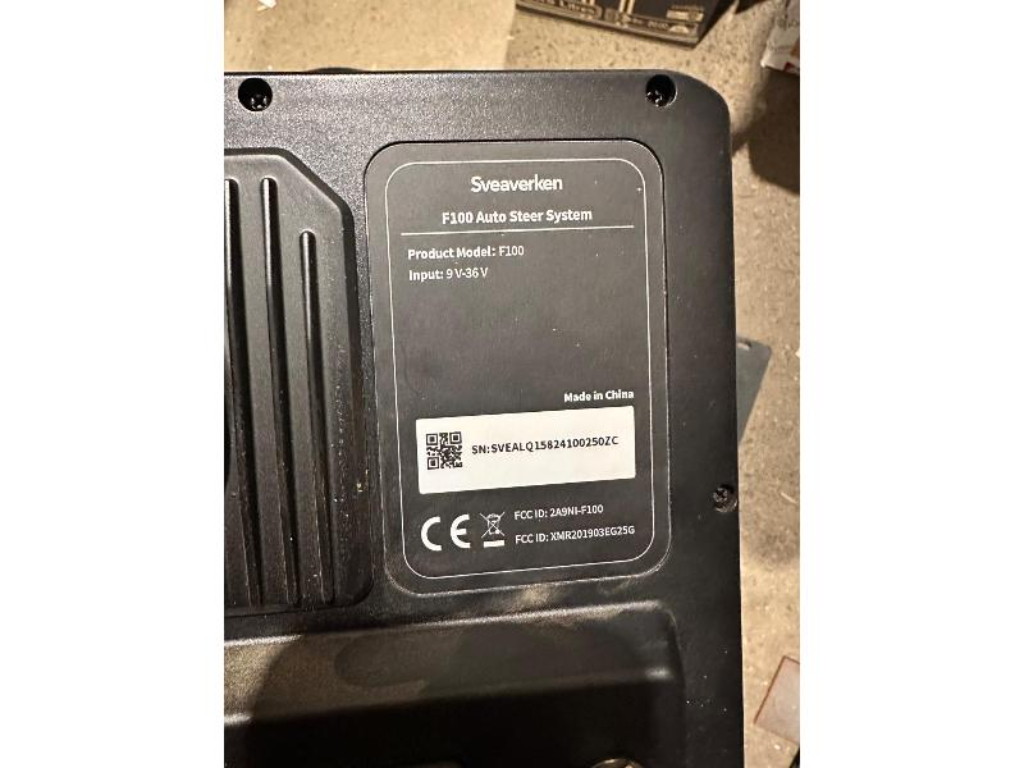 Sveaverken
F100 Auto Steer System
Product Model: F100
Input: 9 V-36 V
Made in China
SN:SVEALQ15824100250ZC
FCC ID: 2A9NI-F100
FCC ID: XMR201903EG25G